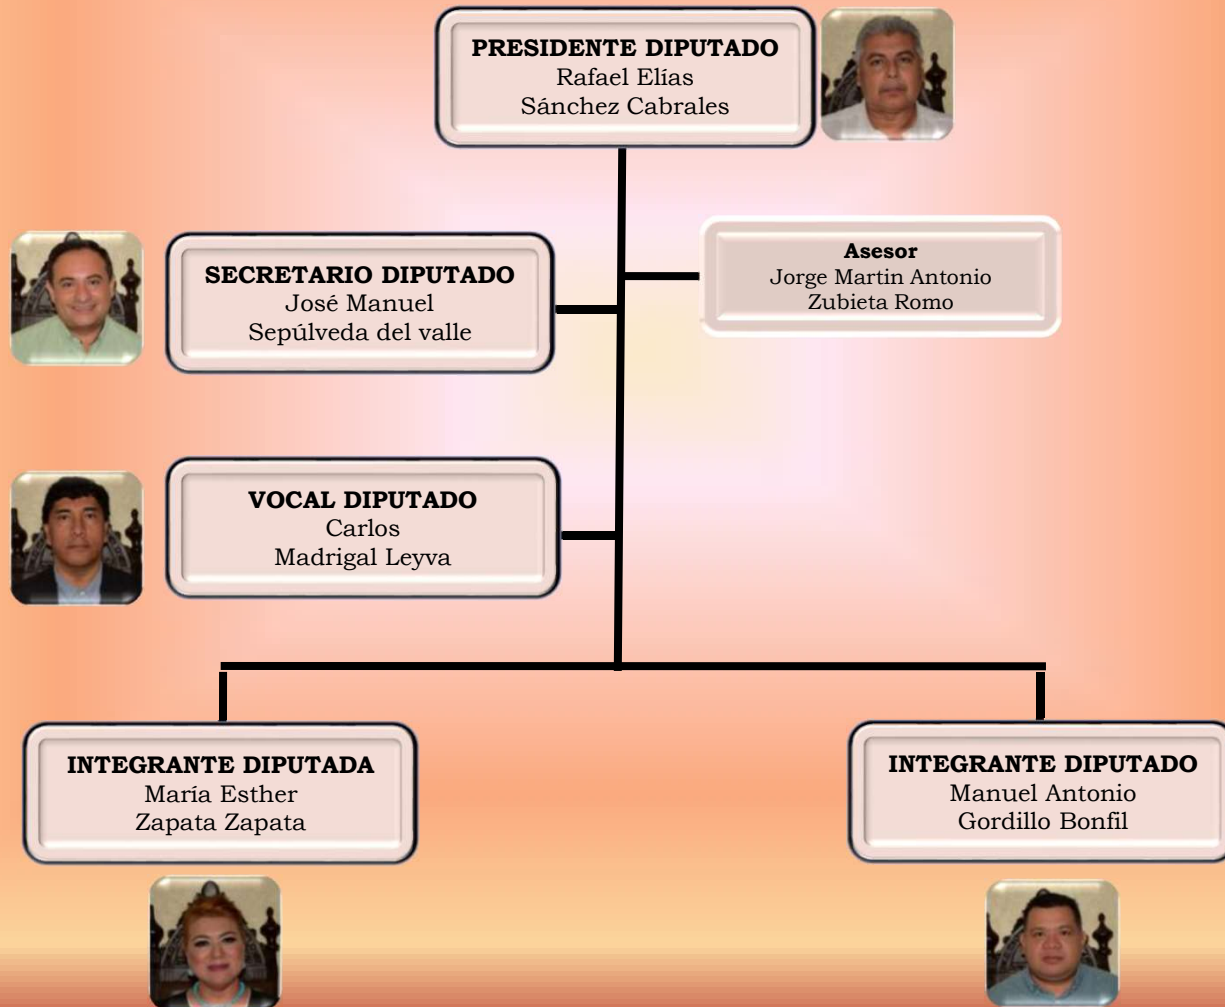 PRESIDENTE DIPUTADO
Rafael Elías
Sánchez Cabrales
Asesor
Jorge Martin Antonio
Zubieta Romo
SECRETARIO DIPUTADO
José Manuel
Sepúlveda del valle
VOCAL DIPUTADO
Carlos
Madrigal Leyva
INTEGRANTE DIPUTADA
María Esther
Zapata Zapata
INTEGRANTE DIPUTADO
Manuel Antonio
Gordillo Bonfil